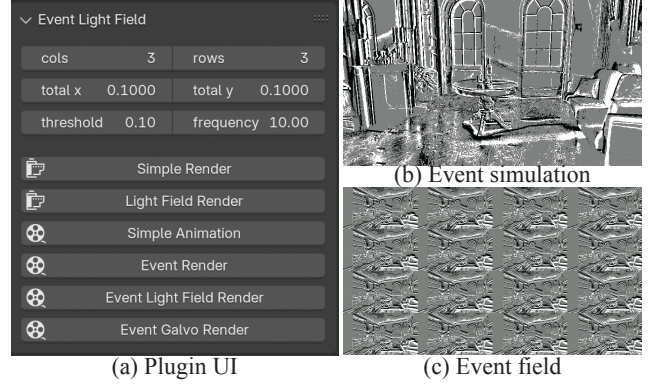 Event Light Field
cols 3 rows 3
total x 0.1000 total y 0.1000
threshold 0.10 frequency 10.00
Simple Render
Light Field Render
Simple Animation
Event Render
Event Light Field Render
Event Galvo Render
(a) Plugin UI
(b) Event simulation
(c) Event field